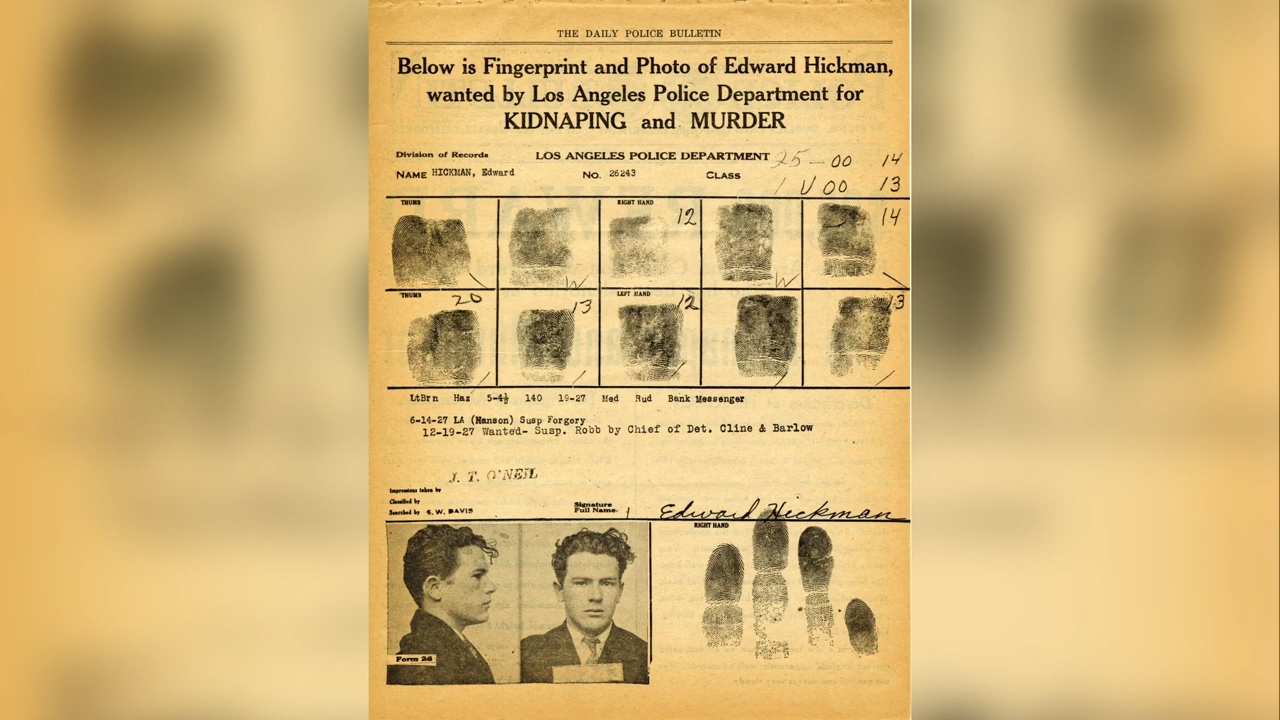 THE DAILY POLICE BULLETIN
Below is Fingerprint and Photo of Edward Hickman,
wanted by Los Angeles Police Department for
KIDNAPING and MURDER
Division of Records LOS ANGELES POLICE DEPARTMENT 25-00 14
NAME HICKMAN, Edward No. 26243 CLASS 1 U 00 13
THUMB RIGHT HAND 12 14
W W
THUMB 20 13 LEFT HAND 12 13
LtBrn Haz 5-4½ 140 19-27 Med Rud Bank Messenger
6-14-27 LA (Hanson) Susp Forgery
12-19-27 Wanted- Susp. Robb by Chief of Det. Cline & Barlow
J. T. O'NEIL
Impressions taken by
Classified by
Searched by S. W. DAVIS
Signature
Full Name
Edward Hickman
RIGHT HAND
Form 26